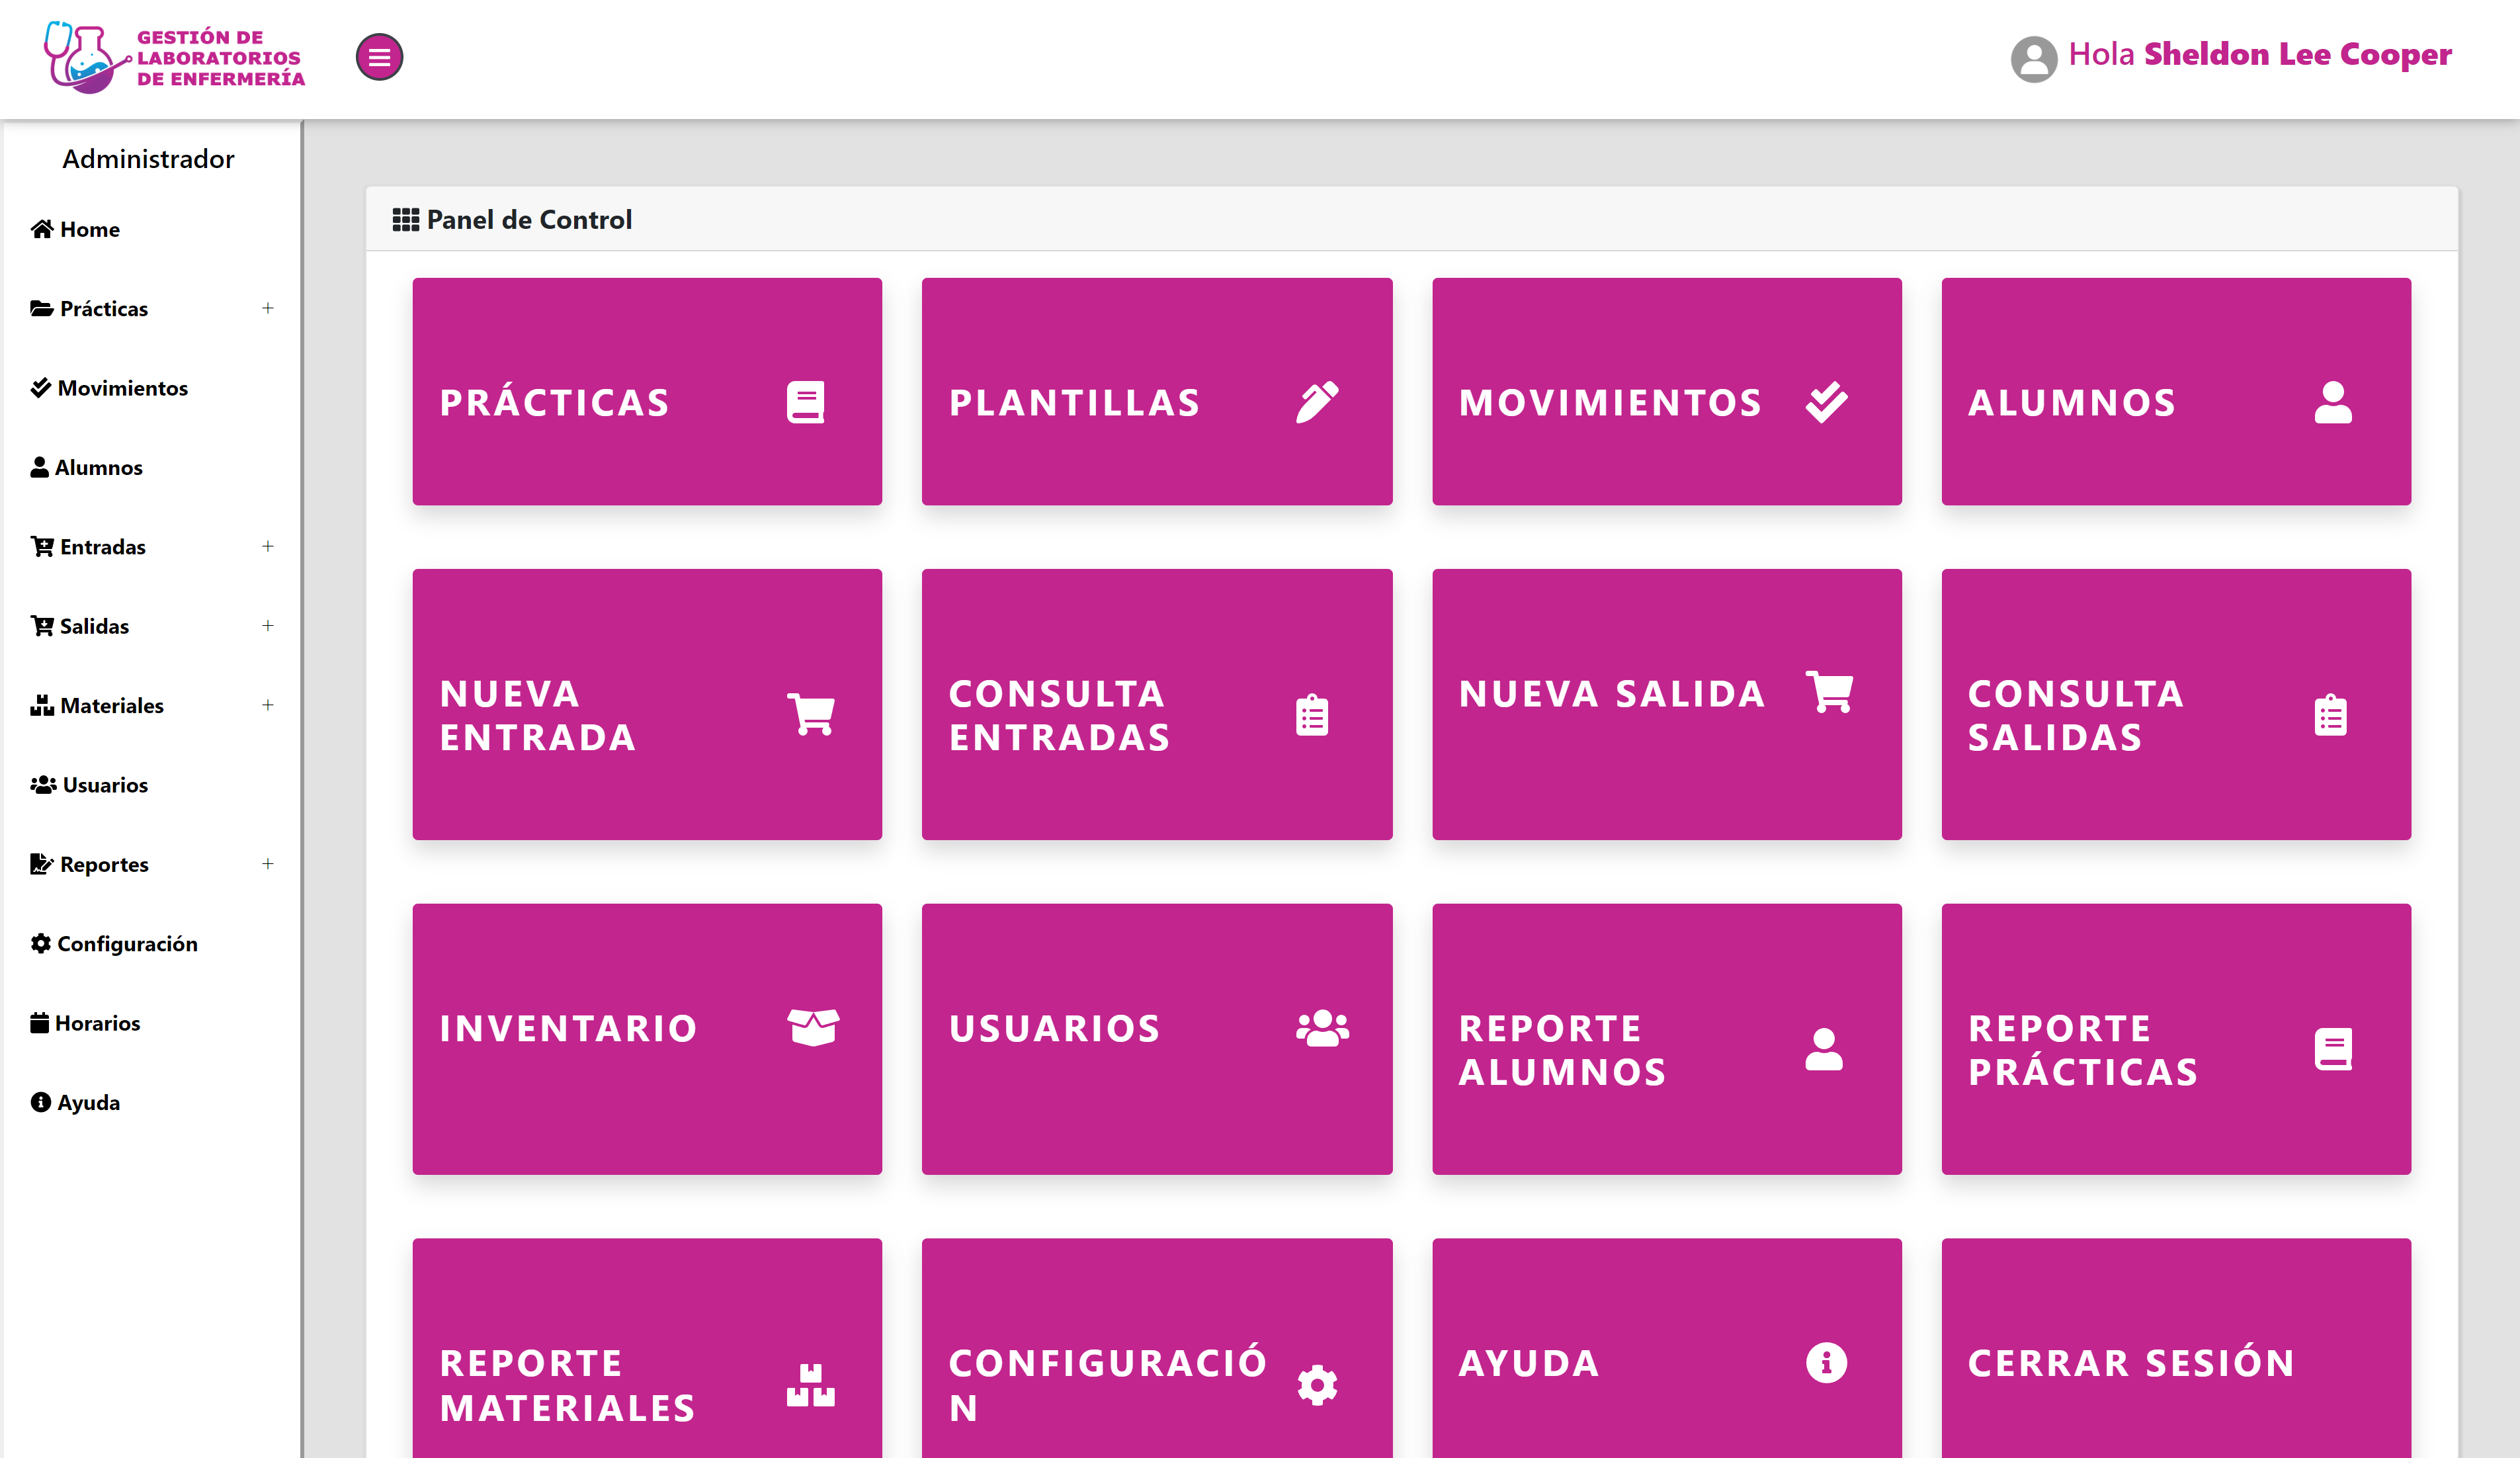 GESTIÓN DE
LABORATORIOS
DE ENFERMERÍA
Hola Sheldon Lee Cooper
Administrador
Home
Prácticas +
Movimientos
Alumnos
Entradas +
Salidas +
Materiales +
Usuarios
Reportes +
Configuración
Horarios
Ayuda
Panel de Control
PRÁCTICAS
PLANTILLAS
MOVIMIENTOS
ALUMNOS
NUEVA
ENTRADA
CONSULTA
ENTRADAS
NUEVA SALIDA
CONSULTA
SALIDAS
INVENTARIO
USUARIOS
REPORTE
ALUMNOS
REPORTE
PRÁCTICAS
REPORTE
MATERIALES
CONFIGURACIÓ
N
AYUDA
CERRAR SESIÓN